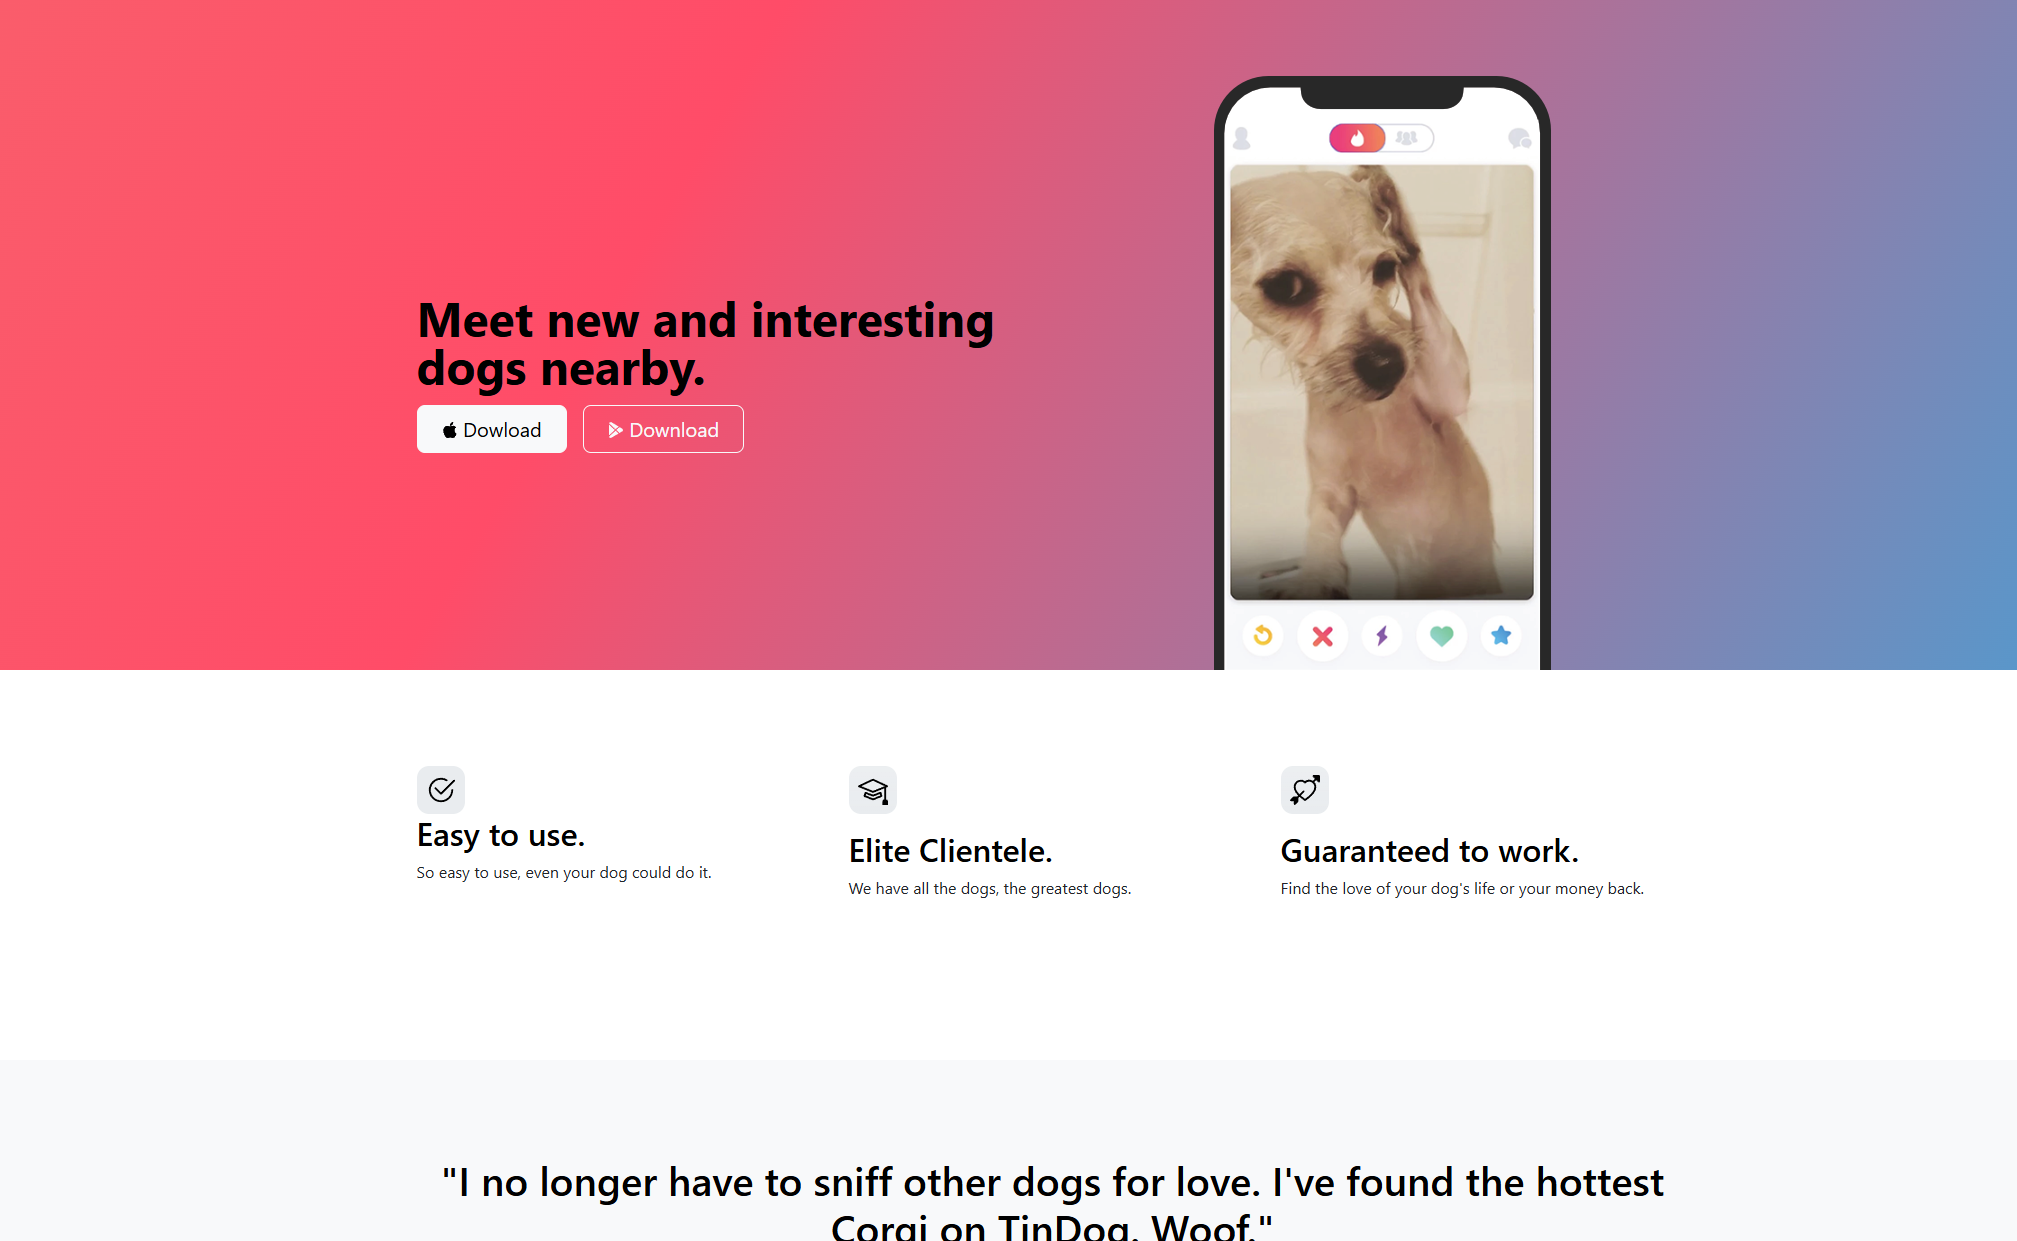 Meet new and interesting
dogs nearby.
Dowload
Download
Easy to use.
So easy to use, even your dog could do it.
Elite Clientele.
We have all the dogs, the greatest dogs.
Guaranteed to work.
Find the love of your dog's life or your money back.
"I no longer have to sniff other dogs for love. I've found the hottest
Corgi on TinDog. Woof."